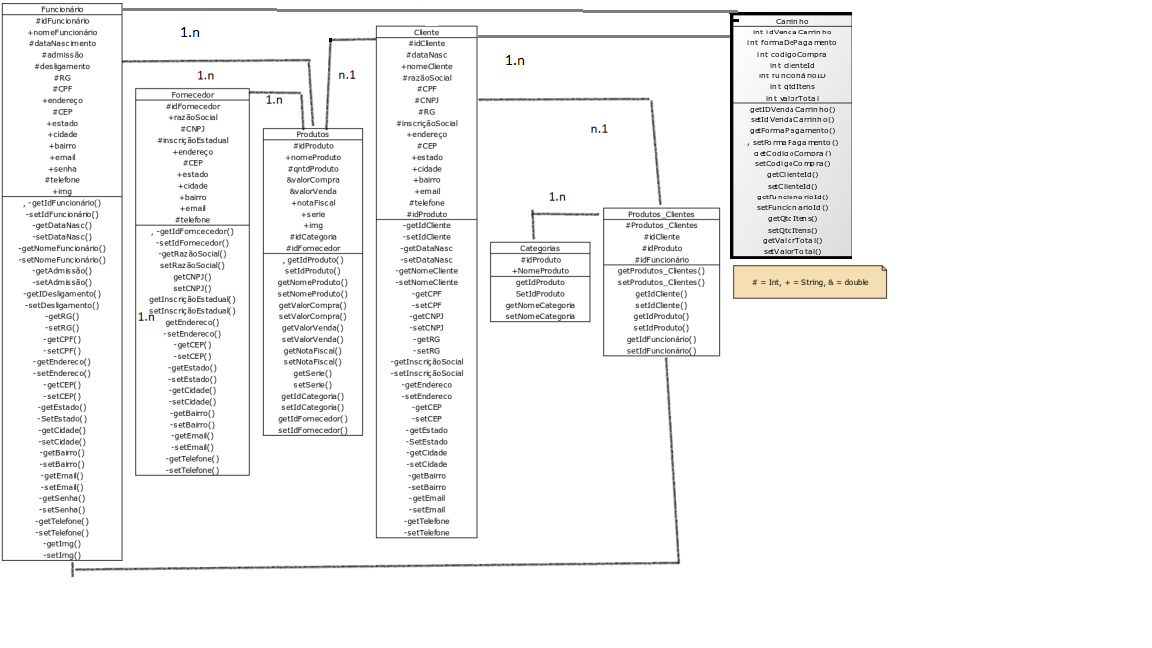 Funcionário
#idFuncionário
+nomeFuncionário
#dataNascimento
#admissão
#desligamento
#RG
#CPF
+endereço
#CEP
+estado
+cidade
+bairro
+email
+senha
#telefone
+img
, -getIdFuncionário()
-setIdFuncionário()
-getDataNasc()
-setDataNasc()
-getNomeFuncionário()
-setNomeFuncionário()
-getAdmissão()
-setAdmissão()
-getIDesligamento()
-setDesligamento()
-getRG()
-setRG()
-getCPF()
-setCPF()
-getEndereco()
-setEndereco()
-getCEP()
-setCEP()
-getEstado()
-SetEstado()
-getCidade()
-setCidade()
-getBairro()
-setBairro()
-getEmail()
-setEmail()
-getSenha()
-setSenha()
-getTelefone()
-setTelefone()
-getImg()
-setImg()
1.n
1.n
1.n
1.n
Fornecedor
#idFornecedor
+razãoSocial
#CNPJ
#inscriçãoEstadual
+endereço
#CEP
+estado
+cidade
+bairro
+email
#telefone
, -getIdFomcecedor()
-setIdFornecedor()
-getRazãoSocial()
setRazãoSocial()
getCNPJ()
setCNPJ()
getInscriçãoEstadual()
setInscriçãoEstadual()
getEndereco()
-setEndereco()
-getCEP()
-setCEP()
-getEstado()
-setEstado()
-getCidade()
-setCidade()
-getBairro()
-setBairro()
-getEmail()
-setEmail()
-getTelefone()
-setTelefone()
Produtos
#idProduto
+nomeProduto
#qntdProduto
&valorCompra
&valorVenda
+notaFiscal
+serie
+img
#idCategoria
#idFornecedor
, getIdProduto()
setIdProduto()
getNomeProduto()
setNomeProduto()
getValorCompra()
setValorCompra()
getValorVenda()
setValorVenda()
getNotaFiscal()
setNotaFiscal()
getSerie()
setSerie()
getIdCategoria()
setIdCategoria()
getIdFornecedor()
setIdFornecedor()
n.1
Cliente
#idCliente
#dataNasc
+nomeCliente
#razãoSocial
#CPF
#CNPJ
#RG
#inscriçãoSocial
+endereço
#CEP
+estado
+cidade
+bairro
+email
#telefone
#idProduto
-getIdCliente
-setIdCliente
-getDataNasc
-setDataNasc
-getNomeCliente
-setNomeCliente
-getCPF
-setCPF
-getCNPJ
-setCNPJ
-getRG
-setRG
-getInscriçãoSocial
-setInscriçãoSocial
-getEndereco
-setEndereco
-getCEP
-setCEP
-getEstado
-SetEstado
-getCidade
-setCidade
-getBairro
-setBairro
-getEmail
-setEmail
-getTelefone
-setTelefone
1.n
n.1
1.n
Categorias
#idProduto
+NomeProduto
getIdProduto
SetIdProduto
getNomeCategoria
setNomeCategoria
Produtos_Clientes
#Produtos_Clientes
#idCliente
#idProduto
#idFuncionário
getProdutos_Clientes()
setProdutos_Clientes()
getIdCliente()
setIdCliente()
getIdProduto()
setIdProduto()
getIdFuncionário()
setIdFuncionário()
Carrinho
int idVendaCarrinho
int formaDePagamento
int codigoCompra
int clienteId
int funcionarioID
int qtdItens
int valorTotal
getIDVendaCarrinho()
setIdVendaCarrinho()
getFormaPagamento()
, setFormaPagamento()
getCodigoCompra()
setCodigoCompra()
getClienteId()
setClienteId()
getFuncionarioId()
setFuncionarioId()
getQtcItens()
setQtcItens()
getValorTotal()
setValorTotal()
# = Int, + = String, & = double